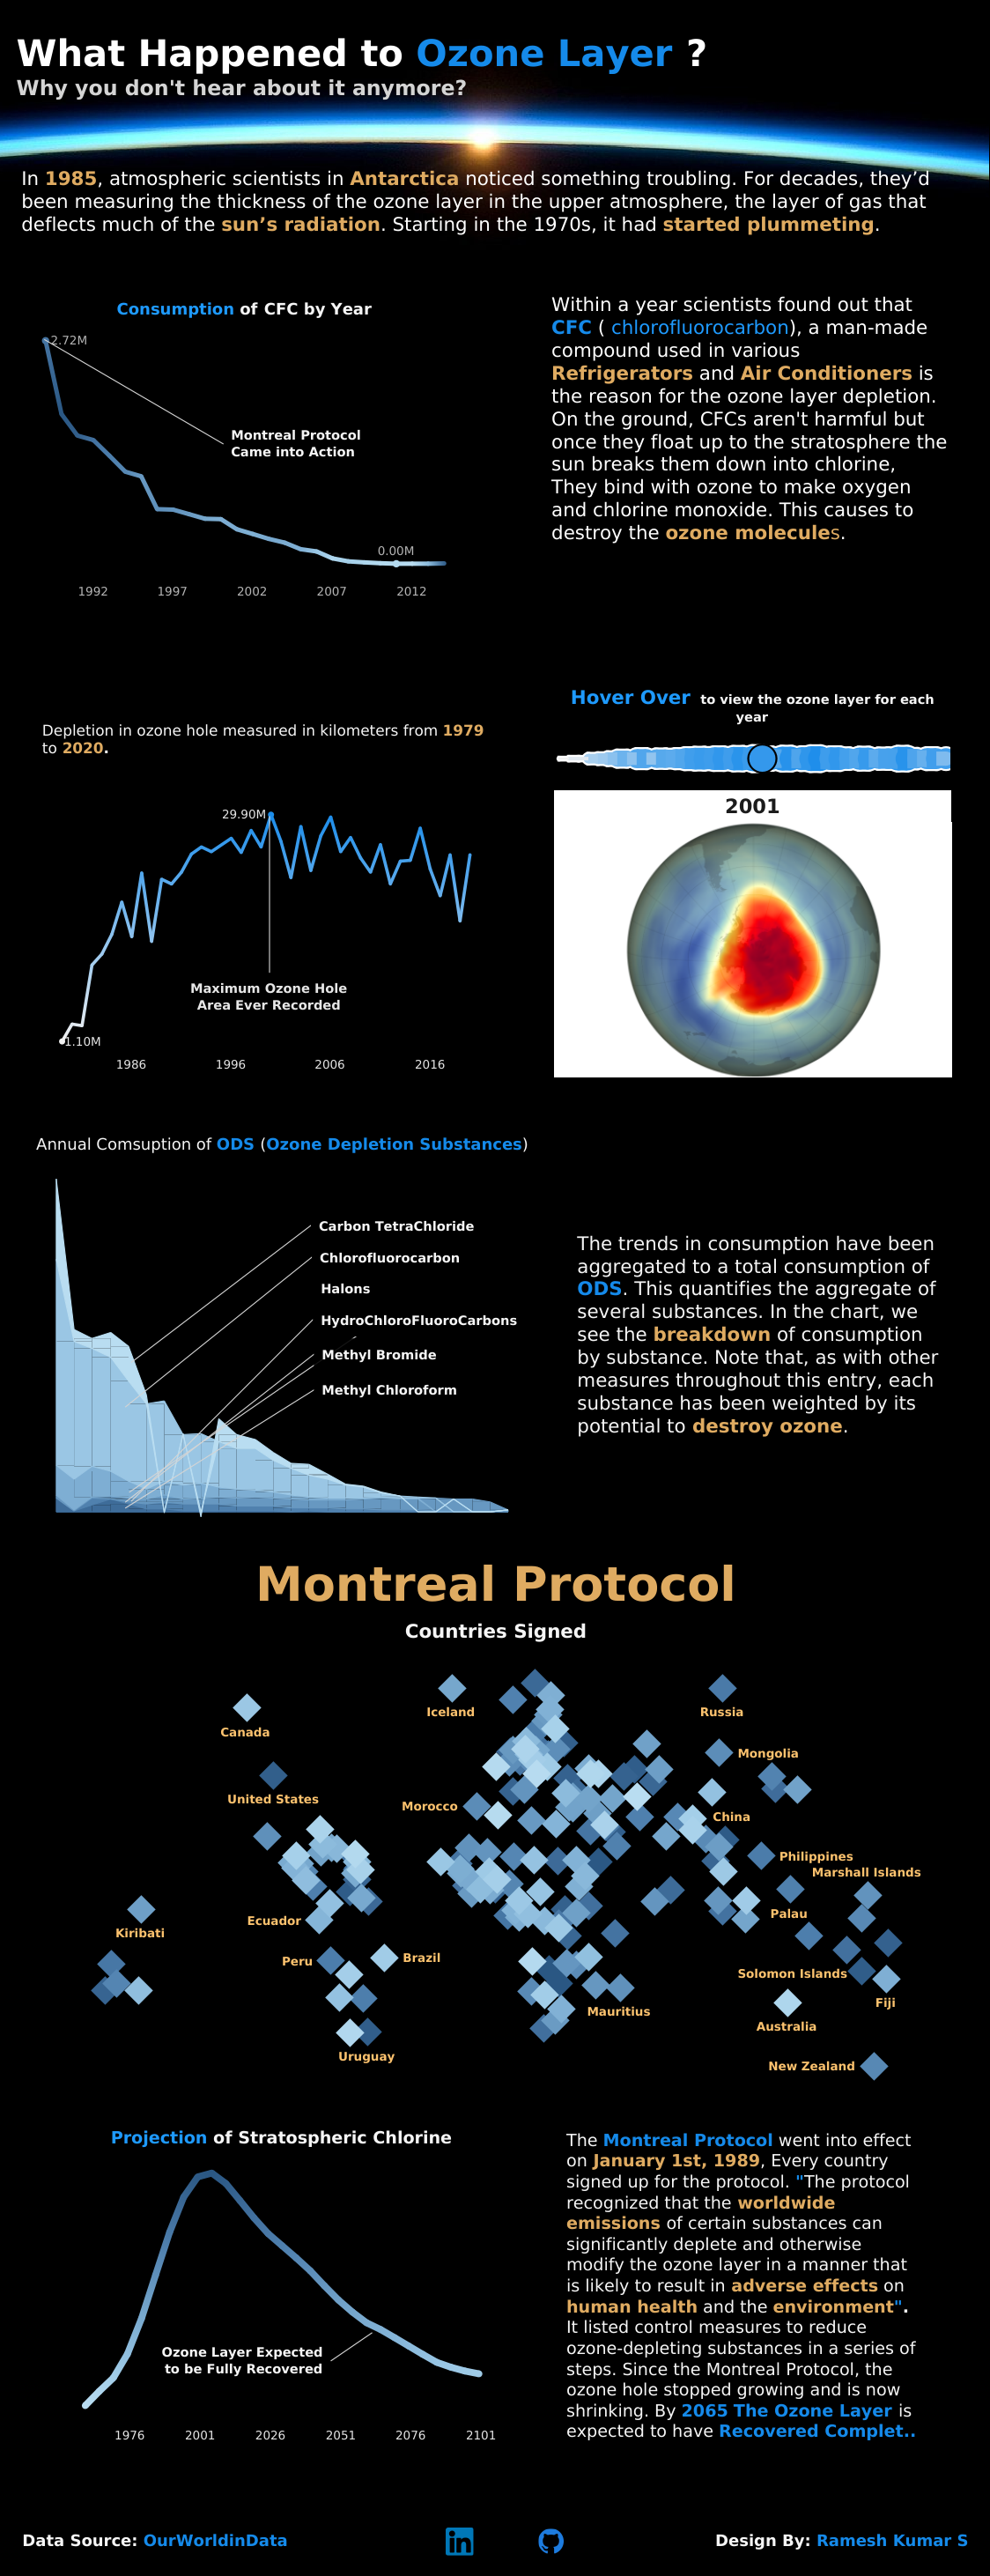 What Happened to Ozone Layer ?
Why you don't hear about it anymore?
In 1985, atmospheric scientists in Antarctica noticed something troubling. For decades, they’d
been measuring the thickness of the ozone layer in the upper atmosphere, the layer of gas that
deflects much of the sun’s radiation. Starting in the 1970s, it had started plummeting.
Consumption of CFC by Year
2.72M
Montreal Protocol
Came into Action
0.00M
1992 1997 2002 2007 2012
Within a year scientists found out that
CFC ( chlorofluorocarbon), a man-made
compound used in various
Refrigerators and Air Conditioners is
the reason for the ozone layer depletion.
On the ground, CFCs aren't harmful but
once they float up to the stratosphere the
sun breaks them down into chlorine,
They bind with ozone to make oxygen
and chlorine monoxide. This causes to
destroy the ozone molecules.
Depletion in ozone hole measured in kilometers from 1979
to 2020.
29.90M
Maximum Ozone Hole
Area Ever Recorded
1.10M
1986 1996 2006 2016
Hover Over to view the ozone layer for each
year
2001
Annual Comsuption of ODS (Ozone Depletion Substances)
Carbon TetraChloride
Chlorofluorocarbon
Halons
HydroChloroFluoroCarbons
Methyl Bromide
Methyl Chloroform
The trends in consumption have been
aggregated to a total consumption of
ODS. This quantifies the aggregate of
several substances. In the chart, we
see the breakdown of consumption
by substance. Note that, as with other
measures throughout this entry, each
substance has been weighted by its
potential to destroy ozone.
Montreal Protocol
Countries Signed
Canada
Iceland
Russia
Mongolia
United States
Morocco
China
Philippines
Marshall Islands
Kiribati
Ecuador
Palau
Peru
Brazil
Solomon Islands
Fiji
Mauritius
Australia
Uruguay
New Zealand
Projection of Stratospheric Chlorine
Ozone Layer Expected
to be Fully Recovered
1976 2001 2026 2051 2076 2101
The Montreal Protocol went into effect
on January 1st, 1989, Every country
signed up for the protocol. "The protocol
recognized that the worldwide
emissions of certain substances can
significantly deplete and otherwise
modify the ozone layer in a manner that
is likely to result in adverse effects on
human health and the environment".
It listed control measures to reduce
ozone-depleting substances in a series of
steps. Since the Montreal Protocol, the
ozone hole stopped growing and is now
shrinking. By 2065 The Ozone Layer is
expected to have Recovered Complet..
Data Source: OurWorldinData
in
Design By: Ramesh Kumar S